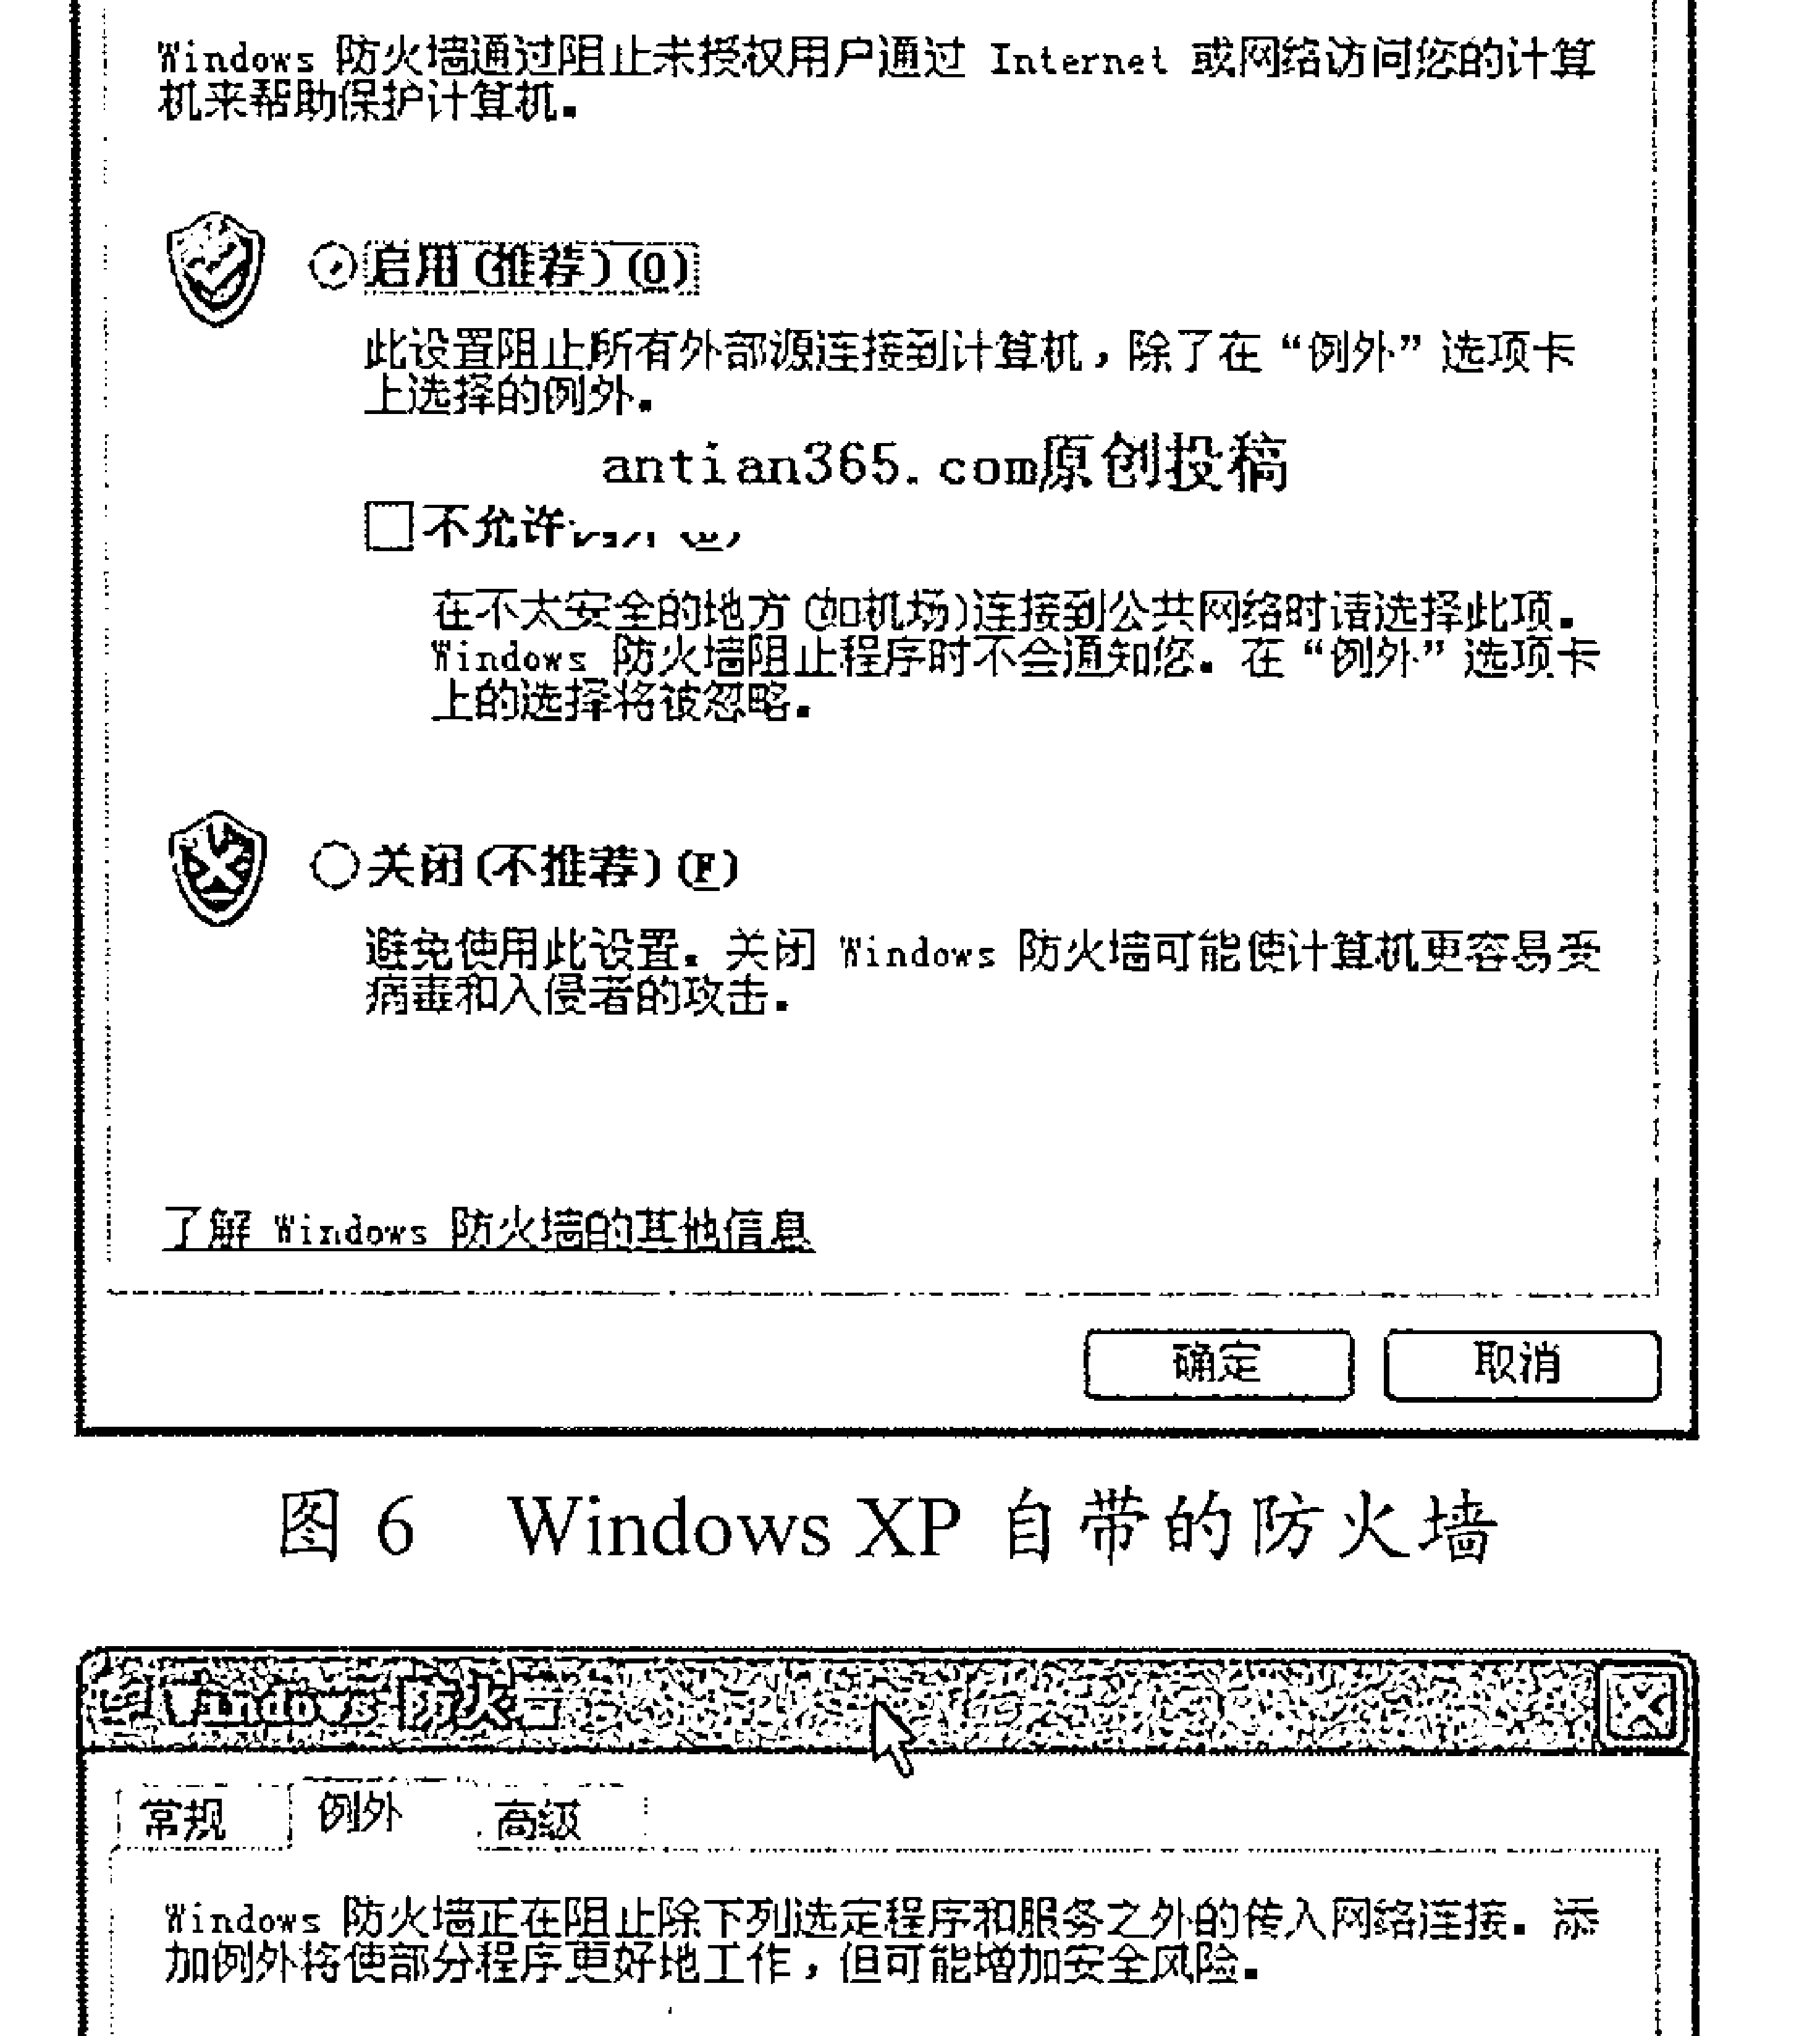 Windows 防火墙通过阻止未授权用户通过 Internet 或网络访问您的计算
机来帮助保护计算机。
启用(推荐)(O)
此设置阻止所有外部源连接到计算机，除了在“例外”选项卡
上选择的例外。
antian365.com原创投稿
不允许
在不太安全的地方(如机场)连接到公共网络时请选择此项。
Windows 防火墙阻止程序时不会通知您。在“例外”选项卡
上的选择将被忽略。
关闭(不推荐)(F)
避免使用此设置。关闭 Windows 防火墙可能使计算机更容易受
病毒和入侵者的攻击。
了解 Windows 防火墙的其他信息
确定 取消
图 6 Windows XP 自带的防火墙
Windows 防火墙
常规 例外 高级
Windows 防火墙正在阻止除下列选定程序和服务之外的传入网络连接。添
加例外将使部分程序更好地工作，但可能增加安全风险。